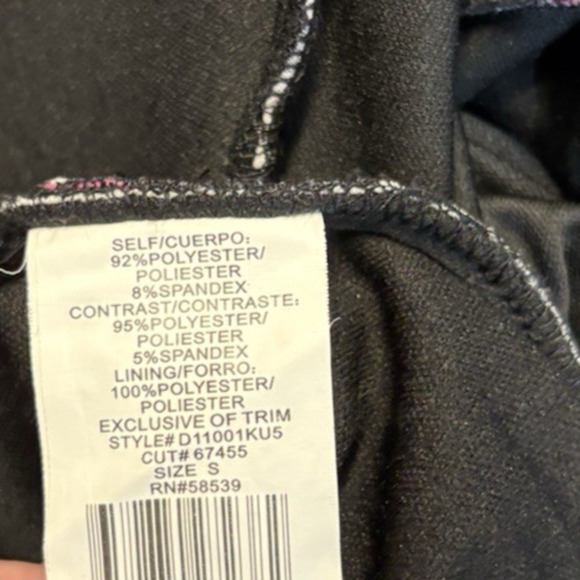 SELF/CUERPO:
92%POLYESTER/
POLIESTER
8%SPANDEX
CONTRAST/CONTRASTE:
95%POLYESTER/
POLIESTER
5%SPANDEX
LINING/FORRO:
100%POLYESTER/
POLIESTER
EXCLUSIVE OF TRIM
STYLE# D11001KU5
CUT# 67455
SIZE S
RN#58539